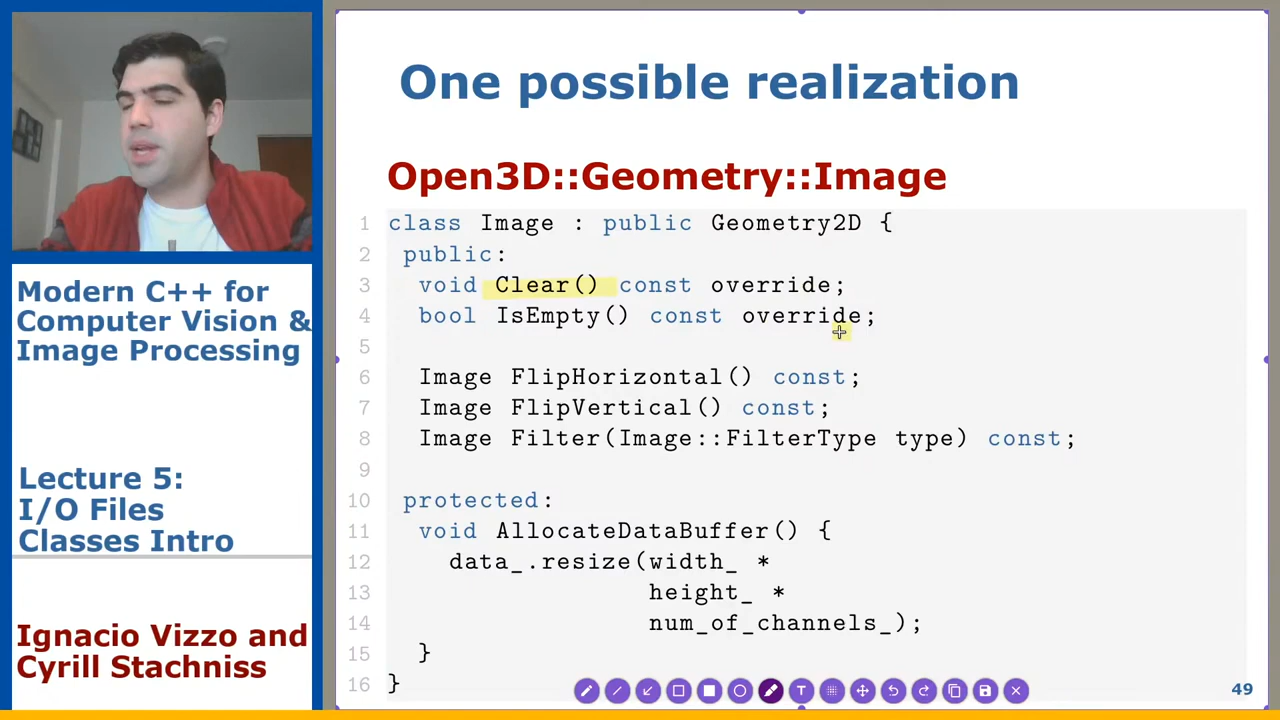 One possible realization
Open3D::Geometry::Image
1 class Image : public Geometry2D {
2 public:
3 void Clear() const override;
4 bool IsEmpty() const override;
5
6 Image FlipHorizontal() const;
7 Image FlipVertical() const;
8 Image Filter(Image::FilterType type) const;
9
10 protected:
11 void AllocateDataBuffer() {
12 data_.resize(width_ *
13 height_ *
14 num_of_channels_);
15 }
16 }
49
Modern C++ for
Computer Vision &
Image Processing
Lecture 5:
I/O Files
Classes Intro
Ignacio Vizzo and
Cyrill Stachniss
T